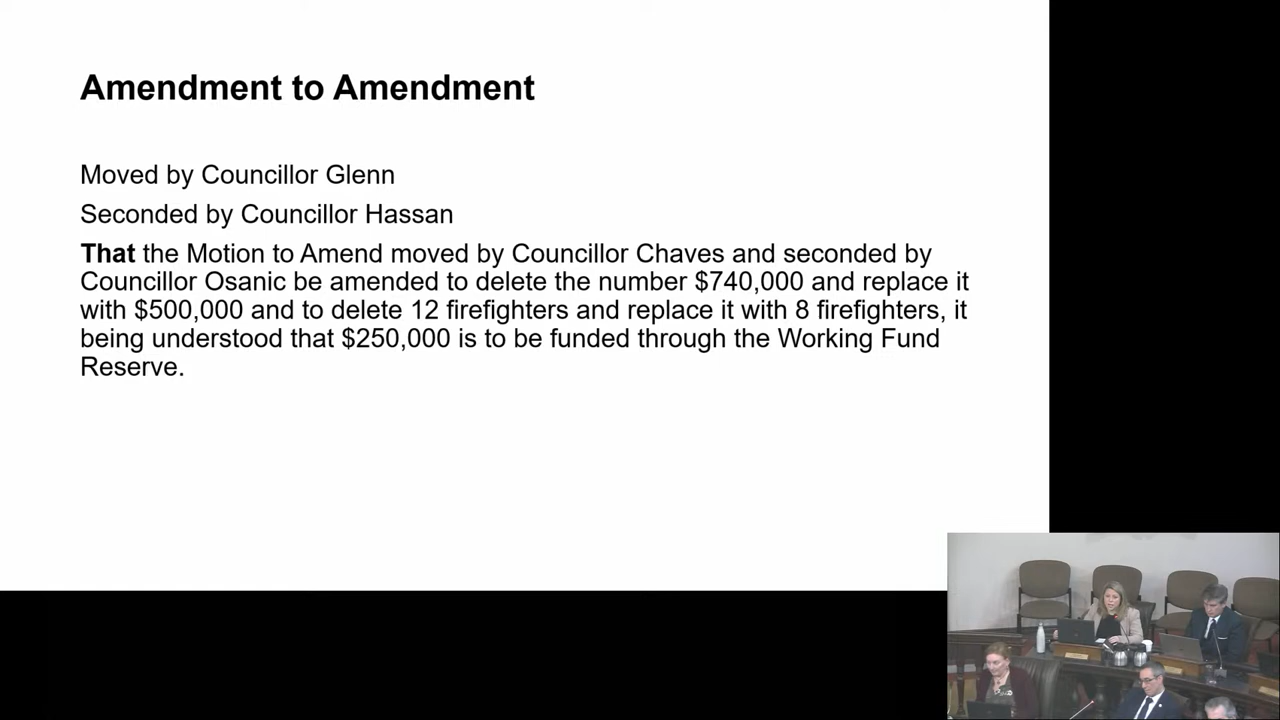 Amendment to Amendment
Moved by Councillor Glenn
Seconded by Councillor Hassan
That the Motion to Amend moved by Councillor Chaves and seconded by
Councillor Osanic be amended to delete the number $740,000 and replace it
with $500,000 and to delete 12 firefighters and replace it with 8 firefighters, it
being understood that $250,000 is to be funded through the Working Fund
Reserve.